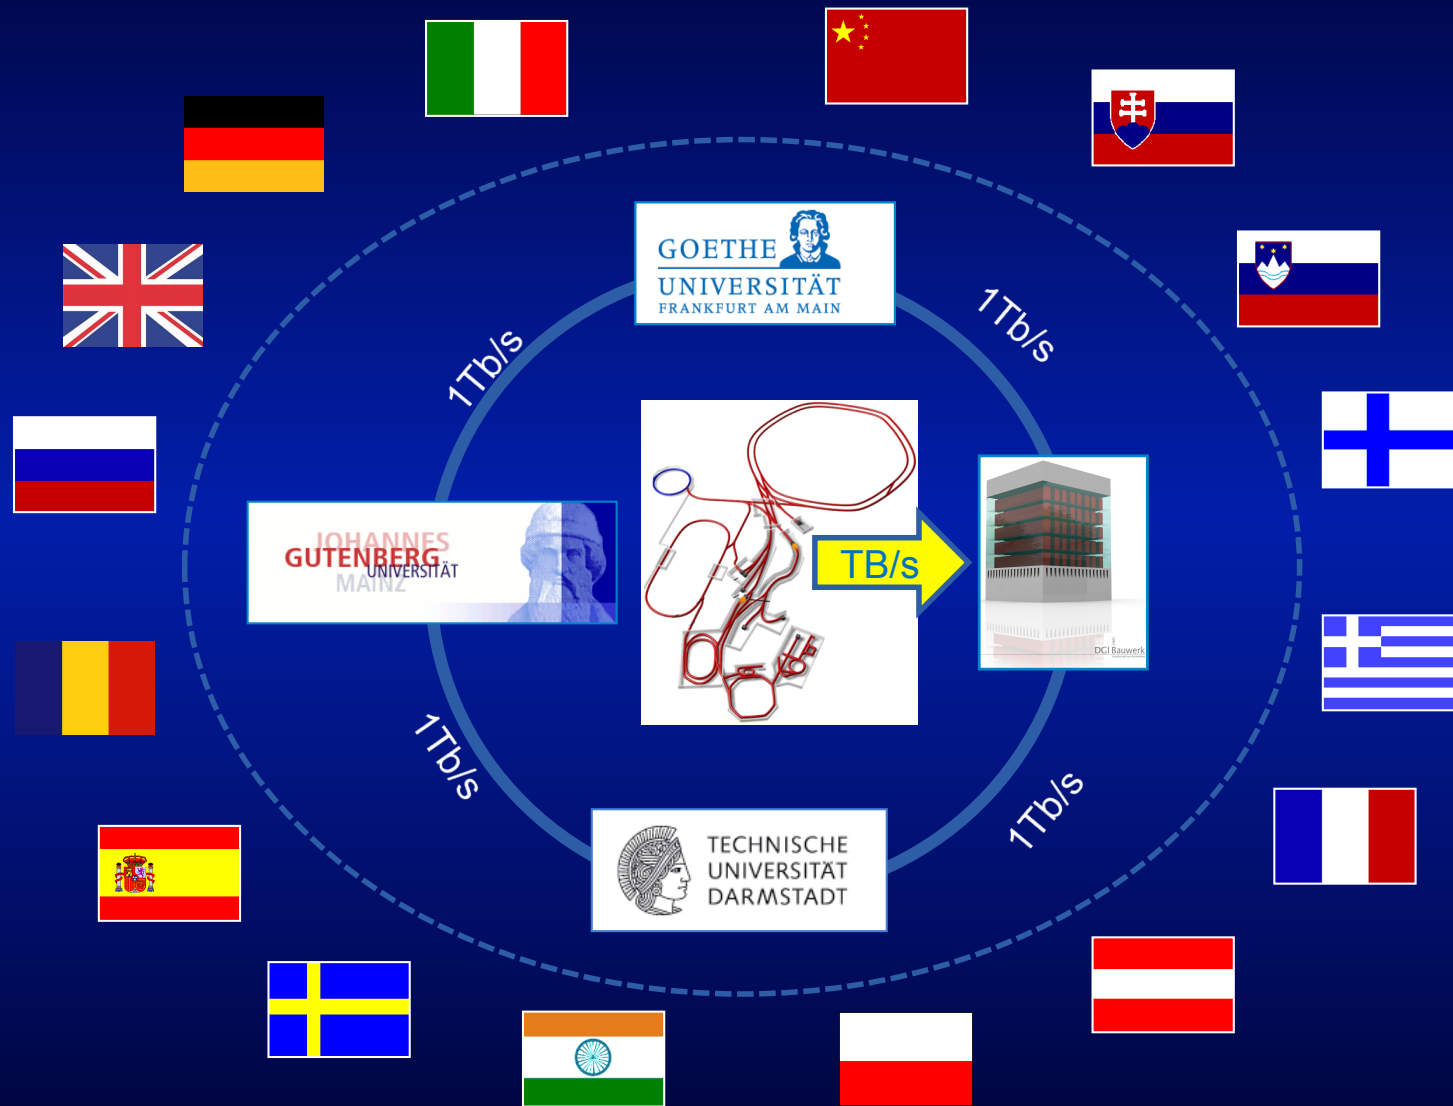 GOETHE
UNIVERSITÄT
FRANKFURT AM MAIN
1Tb/s
1Tb/s
JOHANNES
GUTENBERG
UNIVERSITÄT
MAINZ
TB/s
DGI Bauwerk
1Tb/s
1Tb/s
TECHNISCHE
UNIVERSITÄT
DARMSTADT